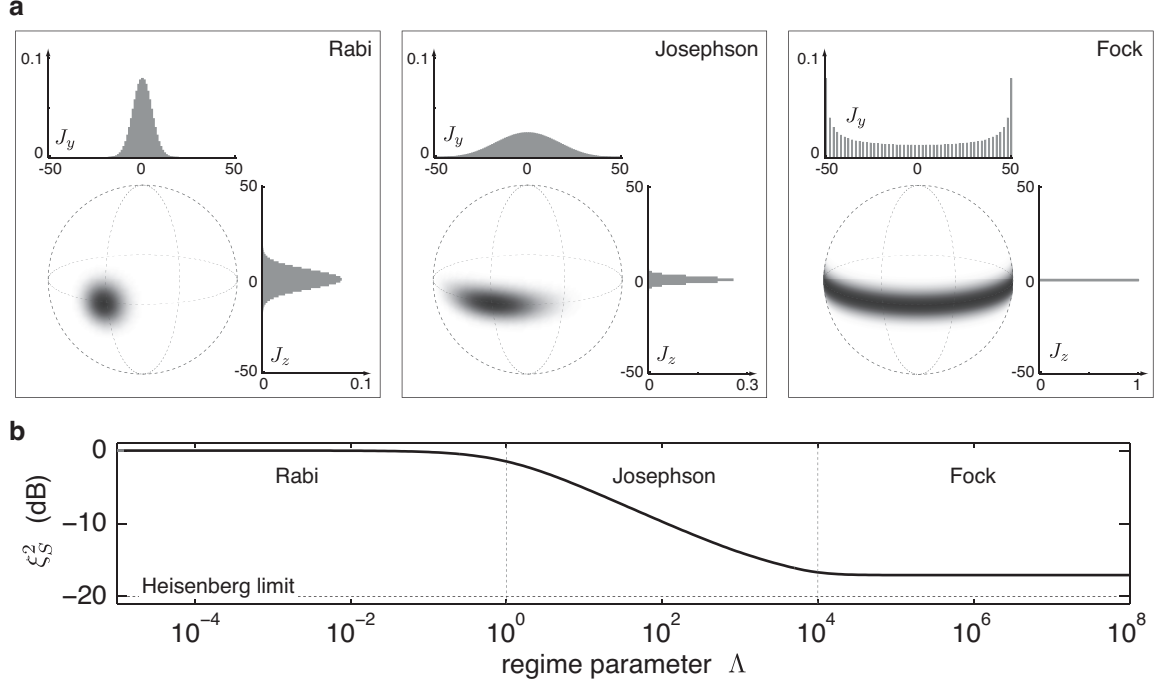 a
Rabi
0.1
0
J_y
-50
0
50
50
0
-50
J_z
0
0.1
Josephson
0.1
0
J_y
-50
0
50
50
0
-50
J_z
0
0.3
Fock
0.1
0
J_y
-50
0
50
50
0
-50
J_z
0
1
b
0
−10
−20
ξ_S^2 (dB)
Rabi
Josephson
Fock
Heisenberg limit
10^−4
10^−2
10^0
10^2
10^4
10^6
10^8
regime parameter Λ